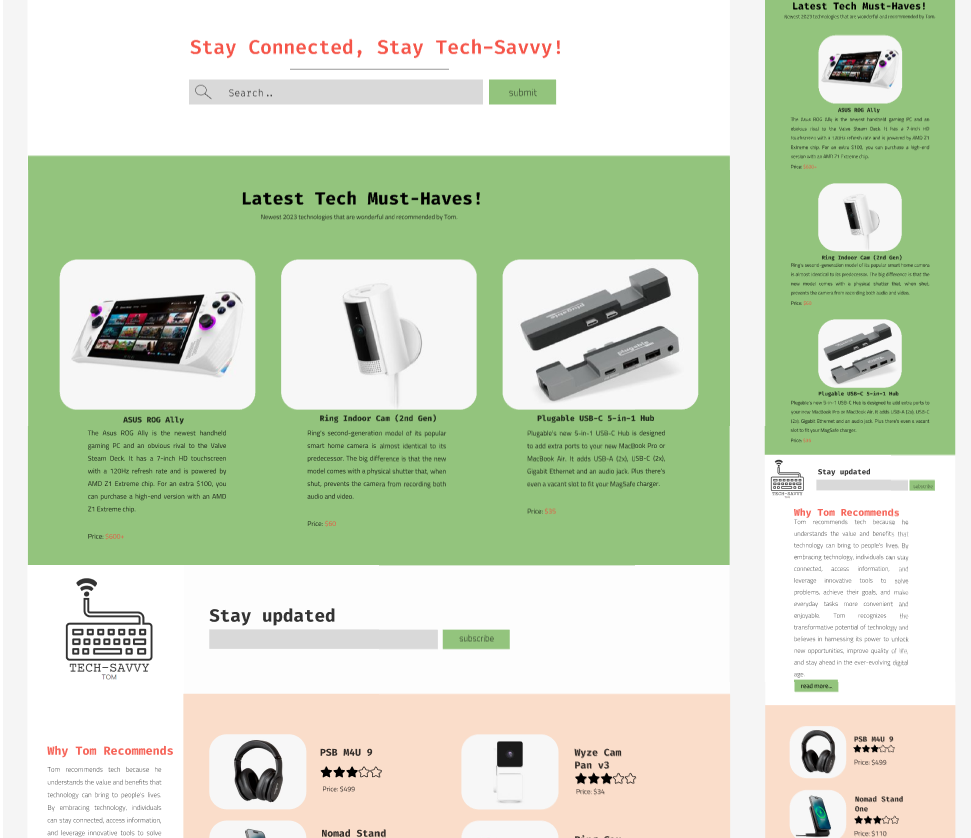 Stay Connected, Stay Tech-Savvy!
Search..
submit
Latest Tech Must-Haves!
Newest 2023 technologies that are wonderful and recommended by Tom.
plugable
ASUS ROG Ally
The Asus ROG Ally is the newest handheld
gaming PC and an obvious rival to the Valve
Steam Deck. It has a 7-inch HD touchscreen
with a 120Hz refresh rate and is powered by
AMD Z1 Extreme chip. For an extra $100, you
can purchase a high-end version with an AMD
Z1 Extreme chip.
Price: $600+
Ring Indoor Cam (2nd Gen)
Ring's second-generation model of its popular
smart home camera is almost identical to its
predecessor. The big difference is that the new
model comes with a physical shutter that, when
shut, prevents the camera from recording both
audio and video.
Price: $60
Plugable USB-C 5-in-1 Hub
Plugable's new 5-in-1 USB-C Hub is designed
to add extra ports to your new MacBook Pro or
MacBook Air. It adds USB-A (2x), USB-C (2x),
Gigabit Ethernet and an audio jack. Plus there's
even a vacant slot to fit your MagSafe charger.
Price: $35
TECH-SAVVY
TOM
Stay updated
subscribe
Why Tom Recommends
Tom recommends tech because he
understands the value and benefits that
technology can bring to people's lives.
By embracing technology, individuals
can stay connected, access information,
and leverage innovative tools to solve
PSB M4U 9
Price: $499
Wyze Cam
Pan v3
Price: $34
Nomad Stand
Latest Tech Must-Haves!
Newest 2023 technologies that are wonderful and recommended by Tom.
ASUS ROG Ally
The Asus ROG Ally is the newest handheld gaming PC and an
obvious rival to the Valve Steam Deck. It has a 7-inch HD
touchscreen with a 120Hz refresh rate and is powered by AMD Z1
Extreme chip. For an extra $100, you can purchase a high-end
version with an AMD Z1 Extreme chip.
Price: $600+
Ring Indoor Cam (2nd Gen)
Ring's second-generation model of its popular smart home camera
is almost identical to its predecessor. The big difference is that the
new model comes with a physical shutter that, when shut,
prevents the camera from recording both audio and video.
Price: $60
Plugable USB-C 5-in-1 Hub
Plugable's new 5-in-1 USB-C Hub is designed to add extra ports to
your new MacBook Pro or MacBook Air. It adds USB-A (2x), USB-C
(2x), Gigabit Ethernet and an audio jack. Plus there's even a vacant
slot to fit your MagSafe charger.
Price: $35
TECH-SAVVY
Stay updated
subscribe
Why Tom Recommends
Tom recommends tech because he
understands the value and benefits that
technology can bring to people's lives. By
embracing technology, individuals can stay
connected, access information, and
leverage innovative tools to solve
problems, achieve their goals, and make
everyday tasks more convenient and
enjoyable. Tom recognizes the
transformative potential of technology and
believes in harnessing its power to unlock
new opportunities, improve quality of life,
and stay ahead in the ever-evolving digital
age.
read more...
PSB M4U 9
Price: $499
Nomad Stand
One
Price: $110